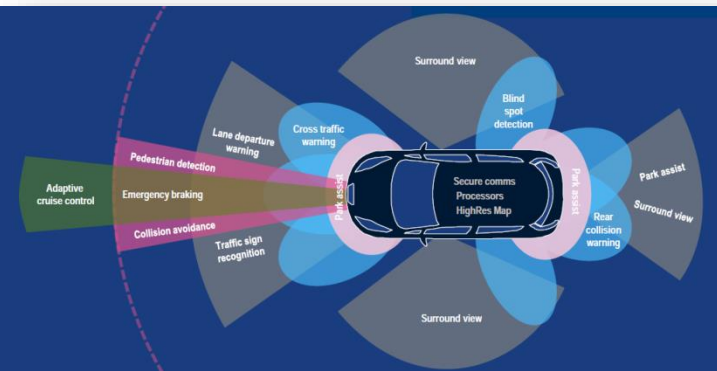 Surround view
Blind
spot
detection
Lane departure
warning
Cross traffic
warning
Pedestrian detection
Adaptive
cruise control
Emergency braking
Park assist
Secure comms
Processors
HighRes Map
Park assist
Park assist
Surround view
Collision avoidance
Traffic sign
recognition
Rear
collision
warning
Surround view